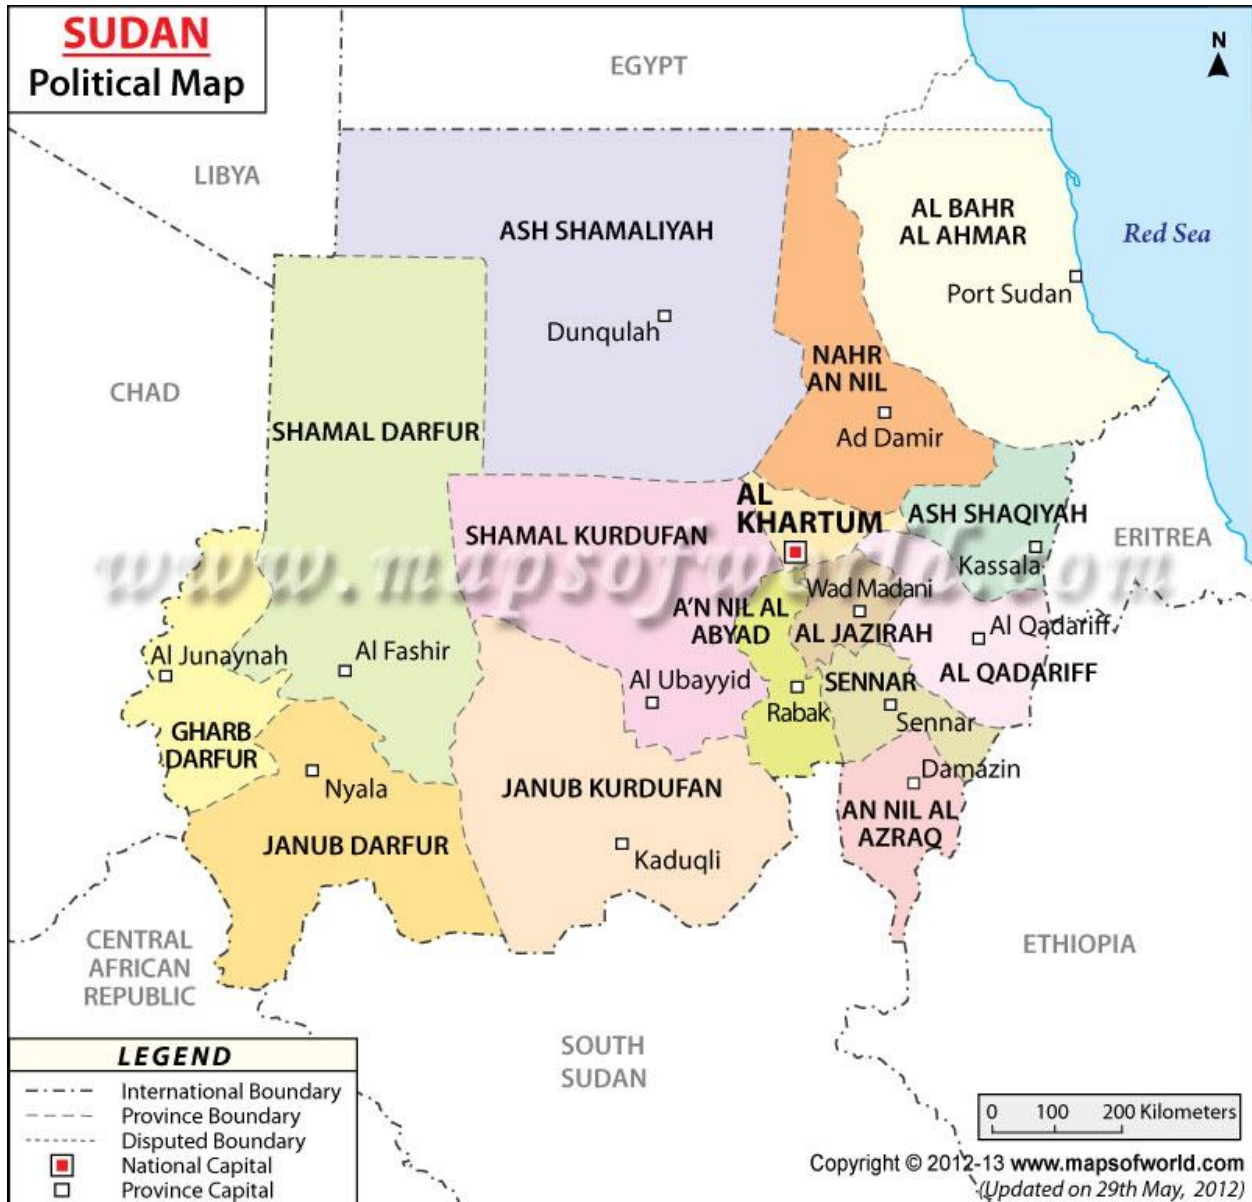 SUDAN
Political Map
N
EGYPT
LIBYA
CHAD
Red Sea
ERITREA
ETHIOPIA
SOUTH
SUDAN
CENTRAL
AFRICAN
REPUBLIC
ASH SHAMALIYAH
Dunqulah
AL BAHR
AL AHMAR
Port Sudan
NAHR
AN NIL
Ad Damir
SHAMAL DARFUR
Al Fashir
SHAMAL KURDUFAN
Al Ubayyid
AL
KHARTUM
ASH SHAQIYAH
Kassala
www.mapsofworld.com
Wad Madani
AL JAZIRAH
A'N NIL AL
ABYAD
Rabak
Al Qadariff
AL QADARIFF
SENNAR
Sennar
Al Junaynah
GHARB
DARFUR
Nyala
JANUB DARFUR
JANUB KURDUFAN
Kaduqli
Damazin
AN NIL AL
AZRAQ
LEGEND
International Boundary
Province Boundary
Disputed Boundary
National Capital
Province Capital
0 100 200 Kilometers
Copyright © 2012-13 www.mapsofworld.com
(Updated on 29th May, 2012)